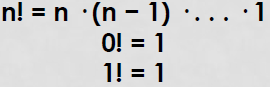 n! = n · (n − 1) · . . . · 1
0! = 1
1! = 1